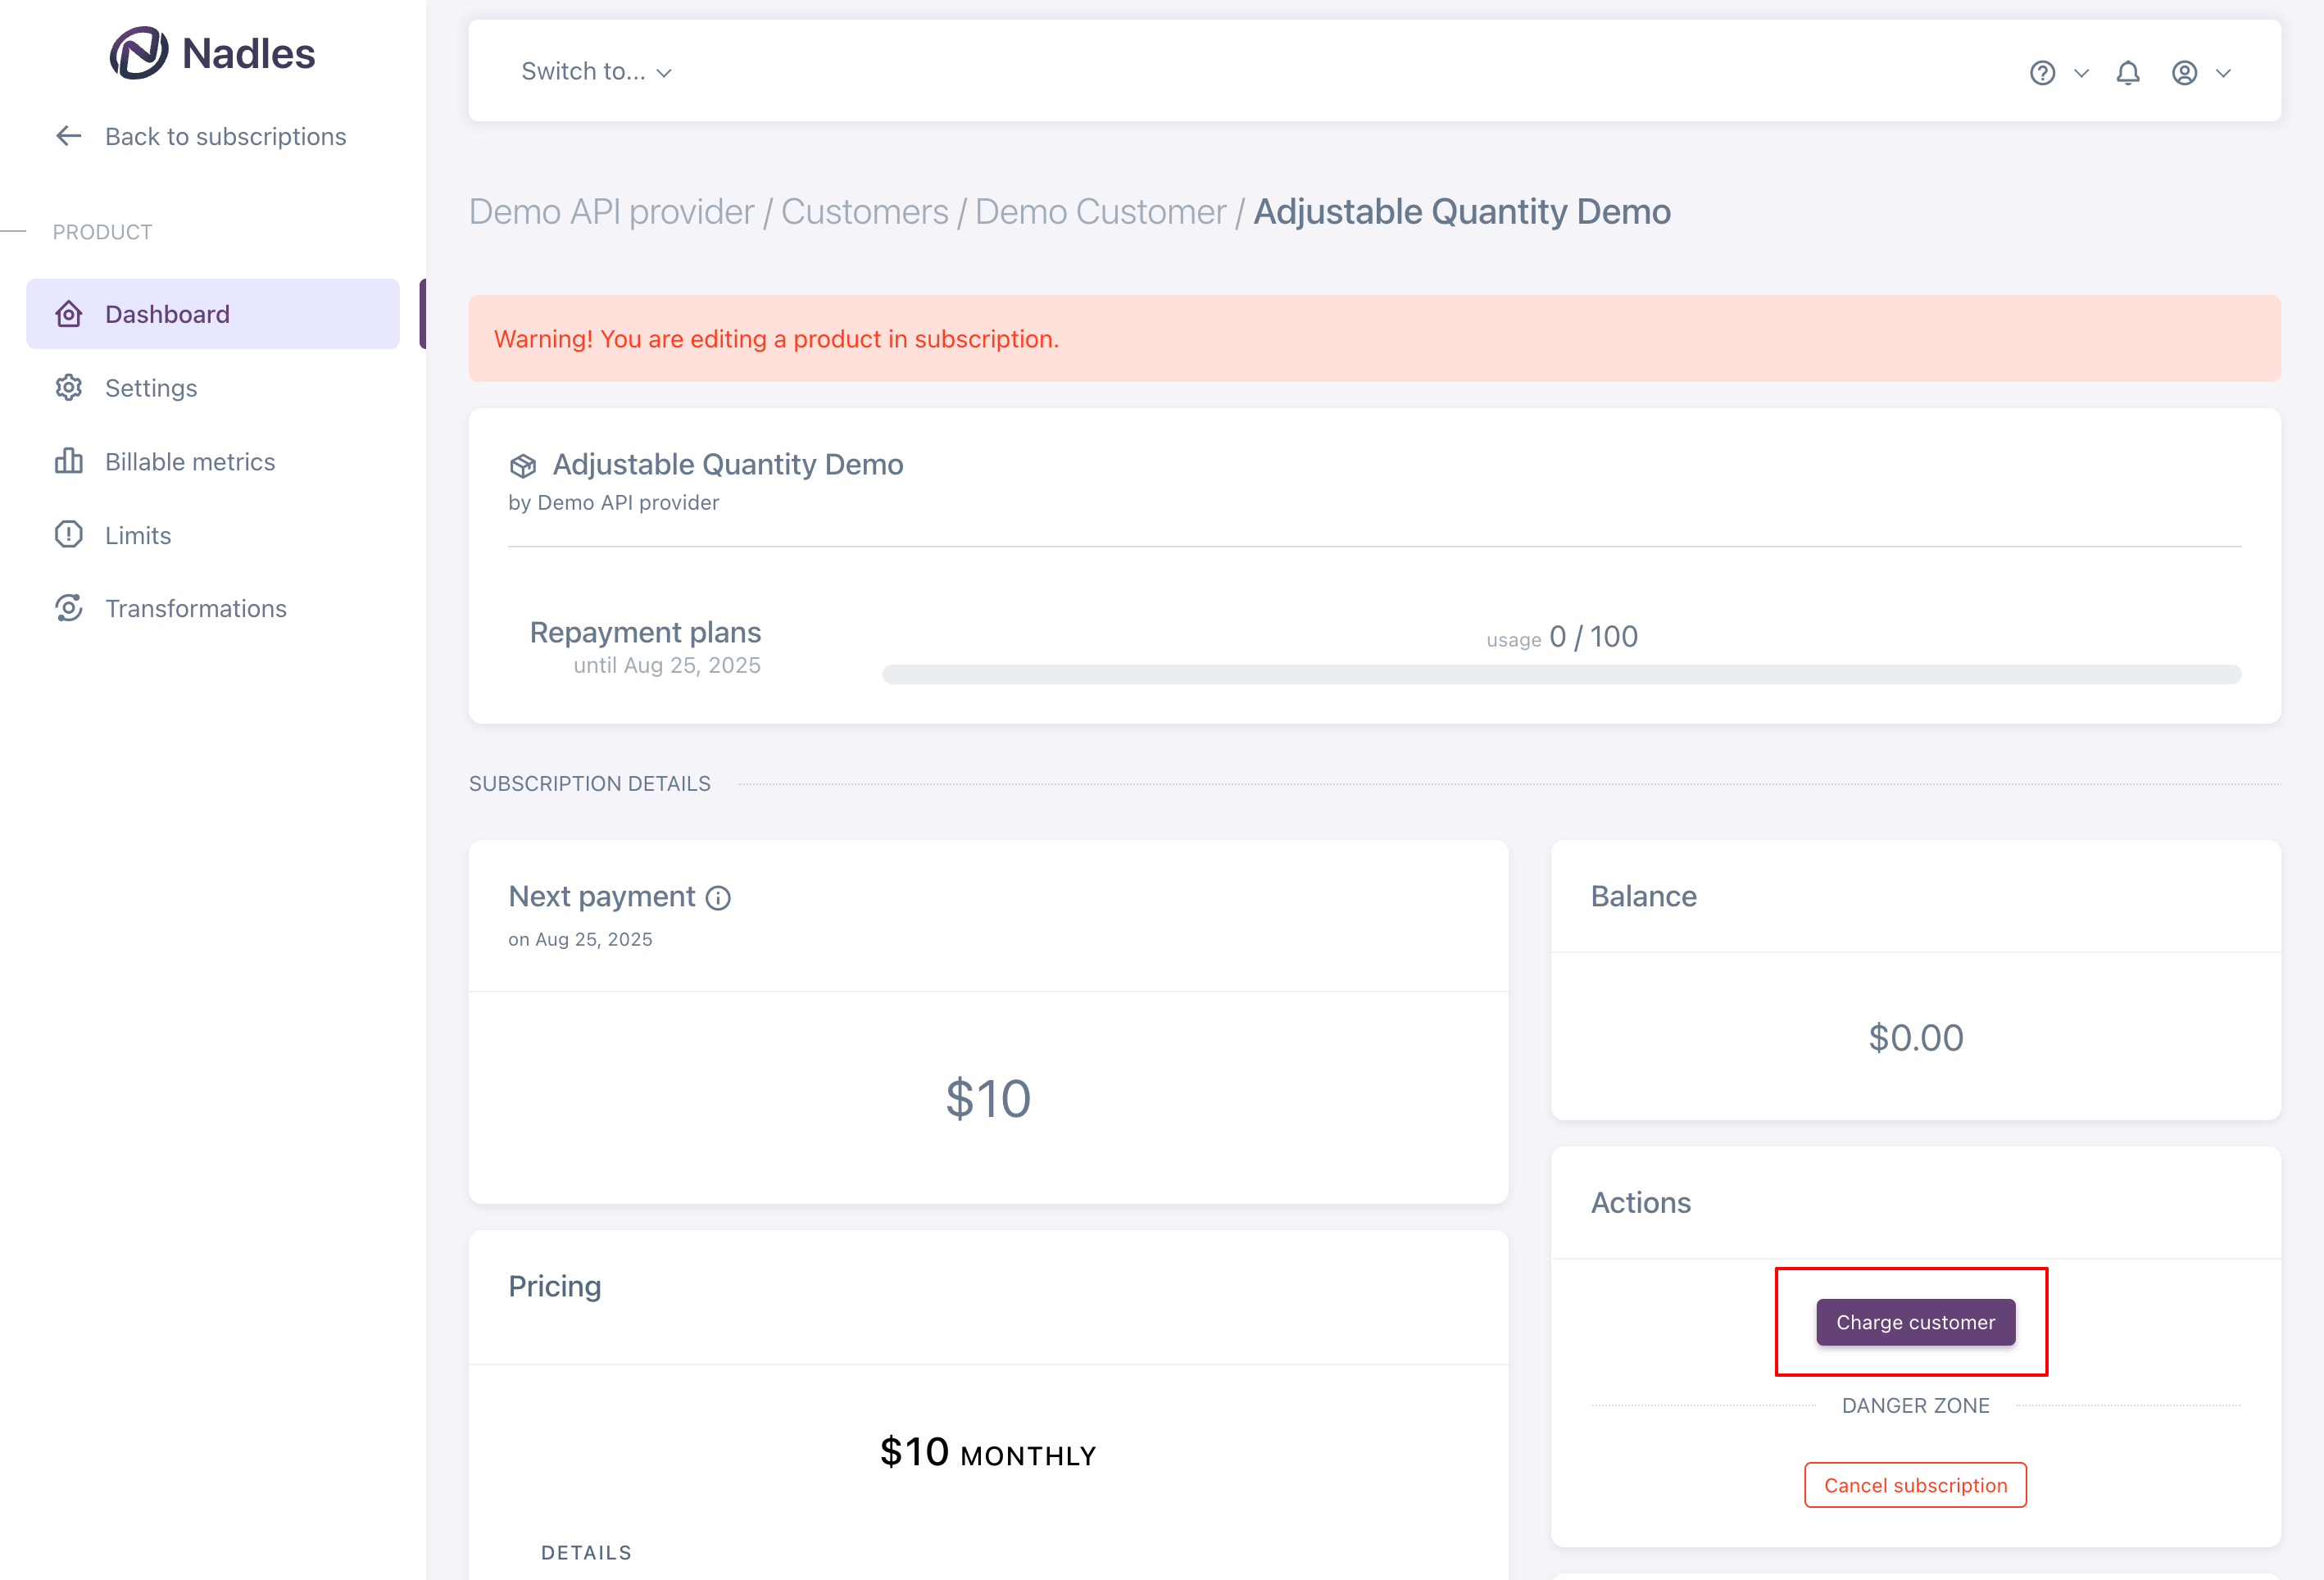 Nadles
Back to subscriptions
PRODUCT
Dashboard
Settings
Billable metrics
Limits
Transformations
Switch to...
Demo API provider / Customers / Demo Customer / Adjustable Quantity Demo
Warning! You are editing a product in subscription.
Adjustable Quantity Demo
by Demo API provider
Repayment plans
until Aug 25, 2025
usage 0 / 100
SUBSCRIPTION DETAILS
Next payment
on Aug 25, 2025
$10
Balance
$0.00
Actions
Charge customer
DANGER ZONE
Cancel subscription
Pricing
$10 MONTHLY
DETAILS